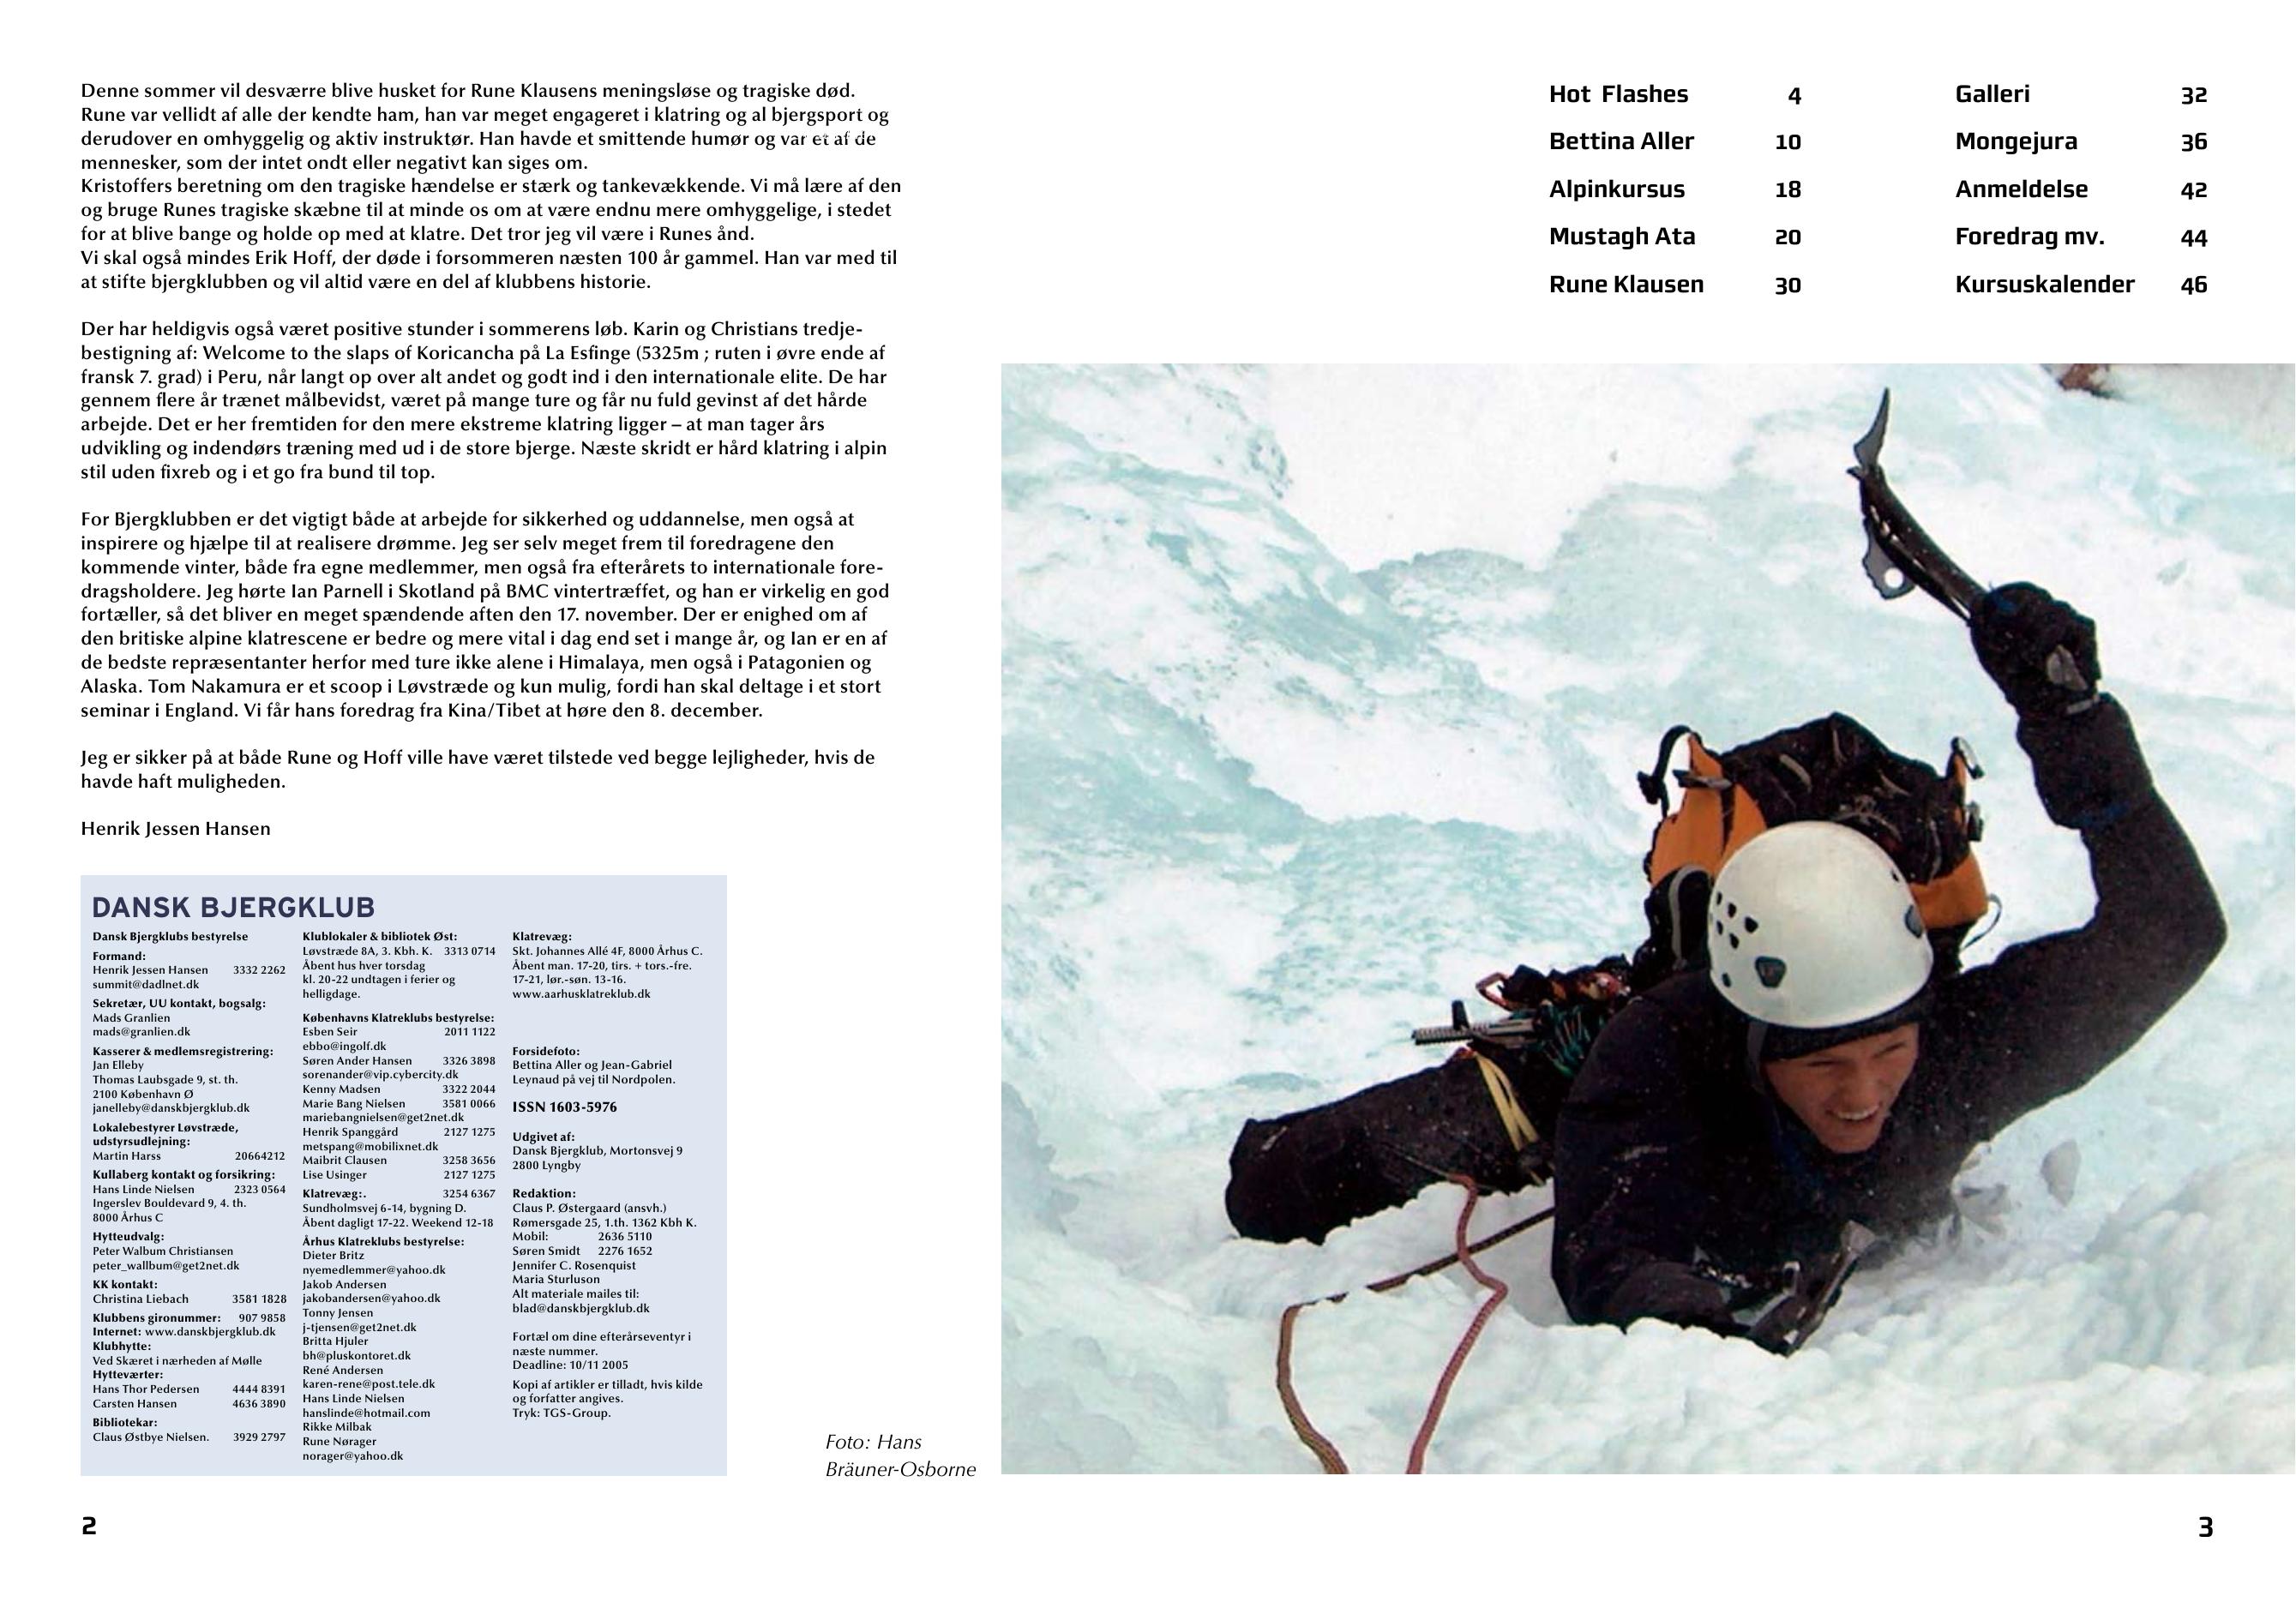 Denne sommer vil desværre blive husket for Rune Klausens meningsløse og tragiske død.
Rune var vellidt af alle der kendte ham, han var meget engageret i klatring og al bjergsport og
derudover en omhyggelig og aktiv instruktør. Han havde et smittende humør og var et af de
mennesker, som der intet ondt eller negativt kan siges om.
Kristoffers beretning om den tragiske hændelse er stærk og tankevækkende. Vi må lære af den
og bruge Runes tragiske skæbne til at minde os om at være endnu mere omhyggelige, i stedet
for at blive bange og holde op med at klatre. Det tror jeg vil være i Runes ånd.
Vi skal også mindes Erik Hoff, der døde i forsommeren næsten 100 år gammel. Han var med til
at stifte bjergklubben og vil altid være en del af klubbens historie.
Der har heldigvis også været positive stunder i sommerens løb. Karin og Christians tredje-
bestigning af: Welcome to the slaps of Koricancha på La Esfinge (5325m ; ruten i øvre ende af
fransk 7. grad) i Peru, når langt op over alt andet og godt ind i den internationale elite. De har
gennem flere år trænet målbevidst, været på mange ture og får nu fuld gevinst af det hårde
arbejde. Det er her fremtiden for den mere ekstreme klatring ligger – at man tager års
udvikling og indendørs træning med ud i de store bjerge. Næste skridt er hård klatring i alpin
stil uden fixreb og i et go fra bund til top.
For Bjergklubben er det vigtigt både at arbejde for sikkerhed og uddannelse, men også at
inspirere og hjælpe til at realisere drømme. Jeg ser selv meget frem til foredragene den
kommende vinter, både fra egne medlemmer, men også fra efterårets to internationale fore-
dragsholdere. Jeg hørte Ian Parnell i Skotland på BMC vintertræffet, og han er virkelig en god
fortæller, så det bliver en meget spændende aften den 17. november. Der er enighed om af
den britiske alpine klatrescene er bedre og mere vital i dag end set i mange år, og Ian er en af
de bedste repræsentanter herfor med ture ikke alene i Himalaya, men også i Patagonien og
Alaska. Tom Nakamura er et scoop i Løvstræde og kun mulig, fordi han skal deltage i et stort
seminar i England. Vi får hans foredrag fra Kina/Tibet at høre den 8. december.
Jeg er sikker på at både Rune og Hoff ville have været tilstede ved begge lejligheder, hvis de
havde haft muligheden.
Henrik Jessen Hansen
DANSK BJERGKLUB
Dansk Bjergklubs bestyrelse
Formand:
Henrik Jessen Hansen 3332 2262
summit@dadlnet.dk
Sekretær, UU kontakt, bogsalg:
Mads Granlien
mads@granlien.dk
Kasserer & medlemsregistrering:
Jan Elleby
Thomas Laubsgade 9, st. th.
2100 København Ø
janelleby@danskbjergklub.dk
Lokalebestyrer Løvstræde,
udstyrsudlejning:
Martin Harss 20664212
Kullaberg kontakt og forsikring:
Hans Linde Nielsen 2323 0564
Ingerslev Bouldevard 9, 4. th.
8000 Århus C
Hytteudvalg:
Peter Walbum Christiansen
peter_wallbum@get2net.dk
KK kontakt:
Christina Liebach 3581 1828
Klubbens gironummer: 907 9858
Internet: www.danskbjergklub.dk
Klubhytte:
Ved Skæret i nærheden af Mølle
Hytteværter:
Hans Thor Pedersen 4444 8391
Carsten Hansen 4636 3890
Bibliotekar:
Claus Østbye Nielsen. 3929 2797
Klublokaler & bibliotek Øst:
Løvstræde 8A, 3. Kbh. K. 3313 0714
Åbent hus hver torsdag
kl. 20-22 undtagen i ferier og
helligdage.
Københavns Klatreklubs bestyrelse:
Esben Seir 2011 1122
ebbo@ingolf.dk
Søren Ander Hansen 3326 3898
sorenander@vip.cybercity.dk
Kenny Madsen 3322 2044
Marie Bang Nielsen 3581 0066
mariebangnielsen@get2net.dk
Henrik Spanggård 2127 1275
metspang@mobilixnet.dk
Maibrit Clausen 3258 3656
Lise Usinger 2127 1275
Klatrevæg:. 3254 6367
Sundholmsvej 6-14, bygning D.
Åbent dagligt 17-22. Weekend 12-18
Århus Klatreklubs bestyrelse:
Dieter Britz
nyemedlemmer@yahoo.dk
Jakob Andersen
jakobandersen@yahoo.dk
Tonny Jensen
j-tjensen@get2net.dk
Britta Hjuler
bh@pluskontoret.dk
René Andersen
karen-rene@post.tele.dk
Hans Linde Nielsen
hanslinde@hotmail.com
Rikke Milbak
Rune Nørager
norager@yahoo.dk
Klatrevæg:
Skt. Johannes Allé 4F, 8000 Århus C.
Åbent man. 17-20, tirs. + tors.-fre.
17-21, lør.-søn. 13-16.
www.aarhusklatreklub.dk
Forsidefoto:
Bettina Aller og Jean-Gabriel
Leynaud på vej til Nordpolen.
ISSN 1603-5976
Udgivet af:
Dansk Bjergklub, Mortonsvej 9
2800 Lyngby
Redaktion:
Claus P. Østergaard (ansvh.)
Rømersgade 25, 1.th. 1362 Kbh K.
Mobil: 2636 5110
Søren Smidt 2276 1652
Jennifer C. Rosenquist
Maria Sturluson
Alt materiale mailes til:
blad@danskbjergklub.dk
Fortæl om dine efterårseventyr i
næste nummer.
Deadline: 10/11 2005
Kopi af artikler er tilladt, hvis kilde
og forfatter angives.
Tryk: TGS-Group.
2
Hot Flashes 4
Bettina Aller 10
Alpinkursus 18
Mustagh Ata 20
Rune Klausen 30
Galleri 32
Mongejura 36
Anmeldelse 42
Foredrag mv. 44
Kursuskalender 46
Foto: Hans
Bräuner-Osborne
3